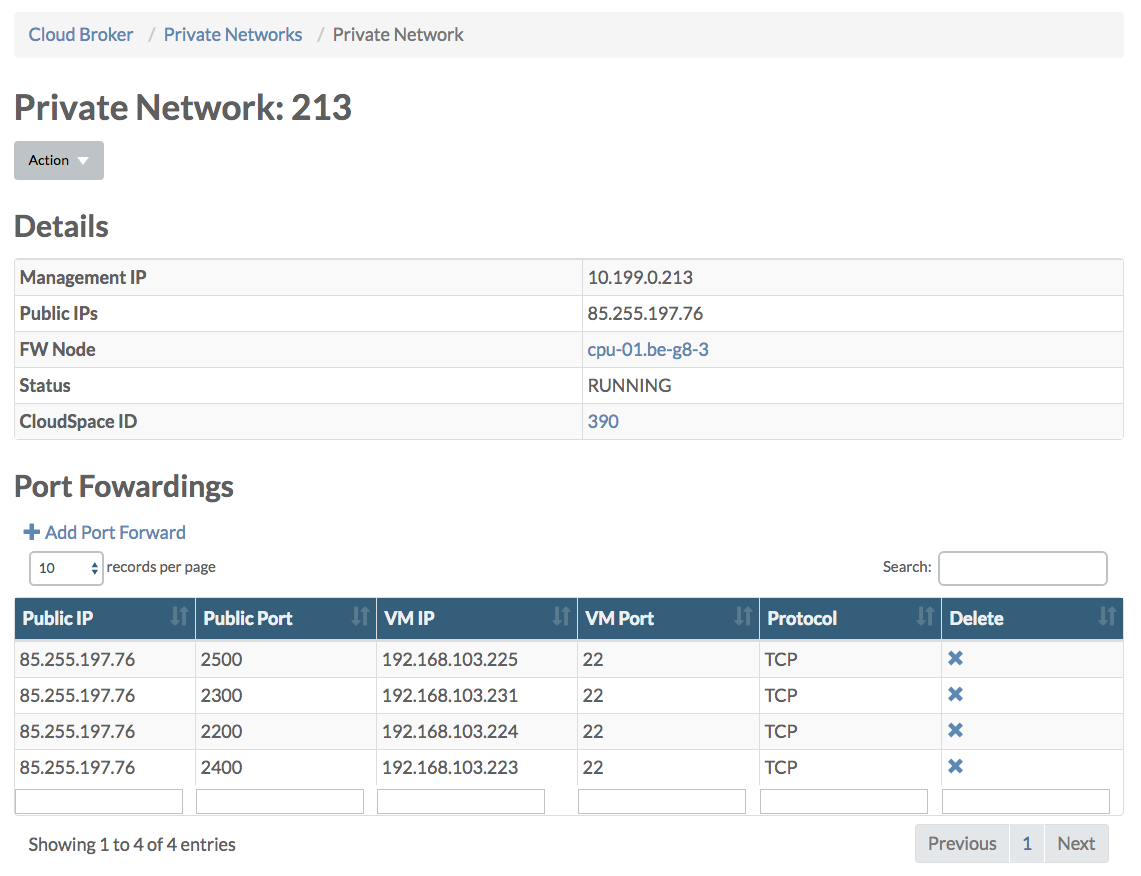 Cloud Broker / Private Networks / Private Network
Private Network: 213
Action
Details
Management IP 10.199.0.213
Public IPs 85.255.197.76
FW Node cpu-01.be-g8-3
Status RUNNING
CloudSpace ID 390
Port Fowardings
Add Port Forward
10 records per page Search:
Public IP Public Port VM IP VM Port Protocol Delete
85.255.197.76 2500 192.168.103.225 22 TCP
85.255.197.76 2300 192.168.103.231 22 TCP
85.255.197.76 2200 192.168.103.224 22 TCP
85.255.197.76 2400 192.168.103.223 22 TCP
Showing 1 to 4 of 4 entries Previous 1 Next